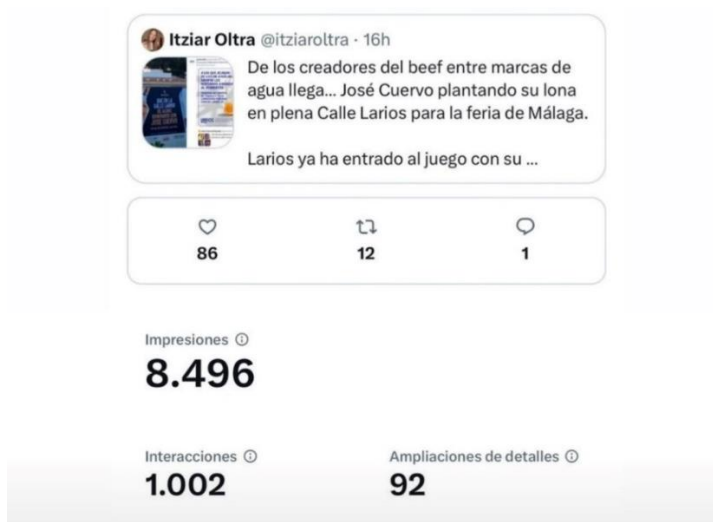 Itziar Oltra @itziaroltra · 16h
De los creadores del beef entre marcas de
agua llega... José Cuervo plantando su lona
en plena Calle Larios para la feria de Málaga.
Larios ya ha entrado al juego con su ...
86 12 1
Impresiones
8.496
Interacciones Ampliaciones de detalles
1.002 92